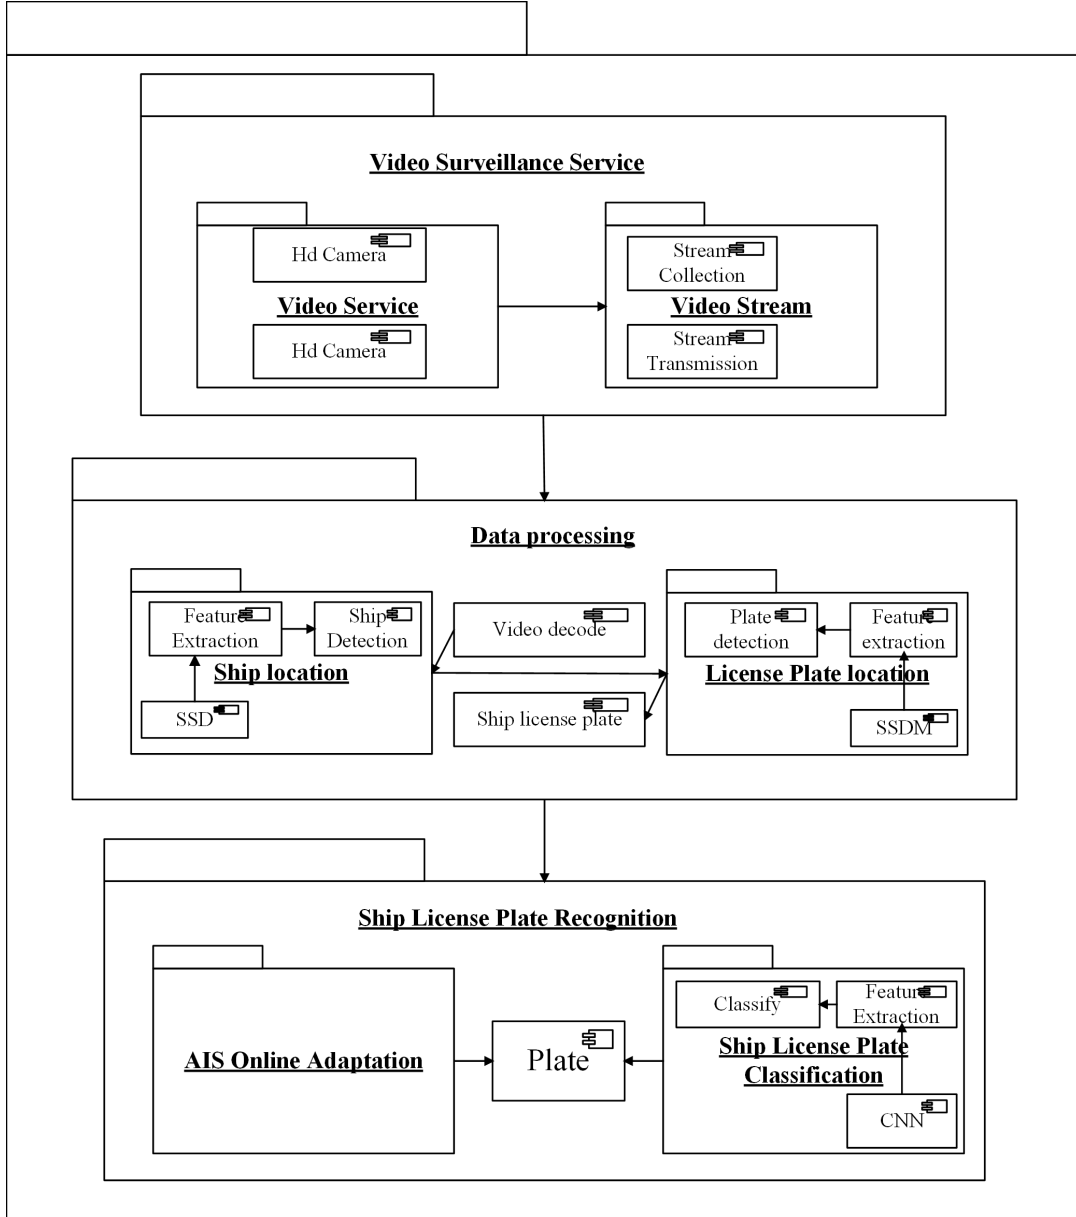 Video Surveillance Service
Hd Camera
Video Service
Hd Camera
Stream
Collection
Video Stream
Stream
Transmission
Data processing
Feature
Extraction
Ship
Detection
Ship location
SSD
Video decode
Ship license plate
Plate
detection
Feature
extraction
License Plate location
SSDM
Ship License Plate Recognition
AIS Online Adaptation
Plate
Classify
Feature
Extraction
Ship License Plate
Classification
CNN